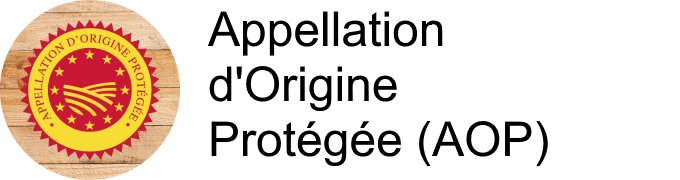 APPELLATION D'ORIGINE PROTÉGÉE
Appellation
d'Origine
Protégée (AOP)